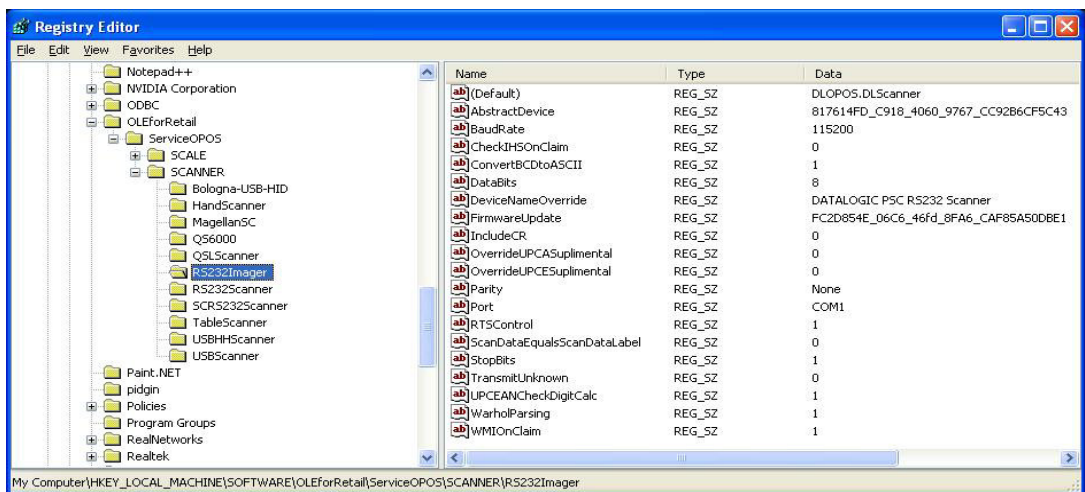 Registry Editor
File Edit View Favorites Help
Notepad++
NVIDIA Corporation
ODBC
OLEforRetail
ServiceOPOS
SCALE
SCANNER
Bologna-USB-HID
HandScanner
MagellanSC
QS6000
QSLScanner
RS232Imager
RS232Scanner
SCRS232Scanner
TableScanner
USBHHScanner
USBScanner
Paint.NET
pidgin
Policies
Program Groups
RealNetworks
Realtek
Name Type Data
(Default) REG_SZ DLOPOS.DLScanner
AbstractDevice REG_SZ 817614FD_C918_4060_9767_CC92B6CF5C43
BaudRate REG_SZ 115200
CheckIHSOnClaim REG_SZ 0
ConvertBCDtoASCII REG_SZ 1
DataBits REG_SZ 8
DeviceNameOverride REG_SZ DATALOGIC PSC RS232 Scanner
FirmwareUpdate REG_SZ FC2D854E_06C6_46fd_8FA6_CAF85A50DBE1
IncludeCR REG_SZ 0
OverrideUPCASuplimental REG_SZ 0
OverrideUPCESuplimental REG_SZ 0
Parity REG_SZ None
Port REG_SZ COM1
RTSControl REG_SZ 1
ScanDataEqualsScanDataLabel REG_SZ 0
StopBits REG_SZ 1
TransmitUnknown REG_SZ 0
UPCEANCheckDigitCalc REG_SZ 1
WarholParsing REG_SZ 1
WMIOnClaim REG_SZ 1
My Computer\HKEY_LOCAL_MACHINE\SOFTWARE\OLEforRetail\ServiceOPOS\SCANNER\RS232Imager